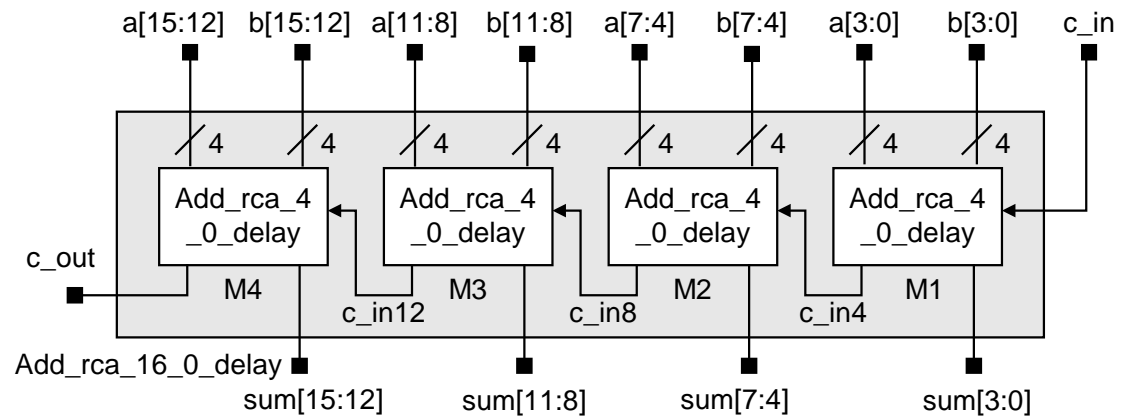 a[15:12] b[15:12] a[11:8] b[11:8] a[7:4] b[7:4] a[3:0] b[3:0] c_in
4 4 4 4 4 4 4 4
Add_rca_4 Add_rca_4 Add_rca_4 Add_rca_4
_0_delay _0_delay _0_delay _0_delay
c_out
M4 M3 M2 M1
c_in12 c_in8 c_in4
Add_rca_16_0_delay
sum[15:12] sum[11:8] sum[7:4] sum[3:0]